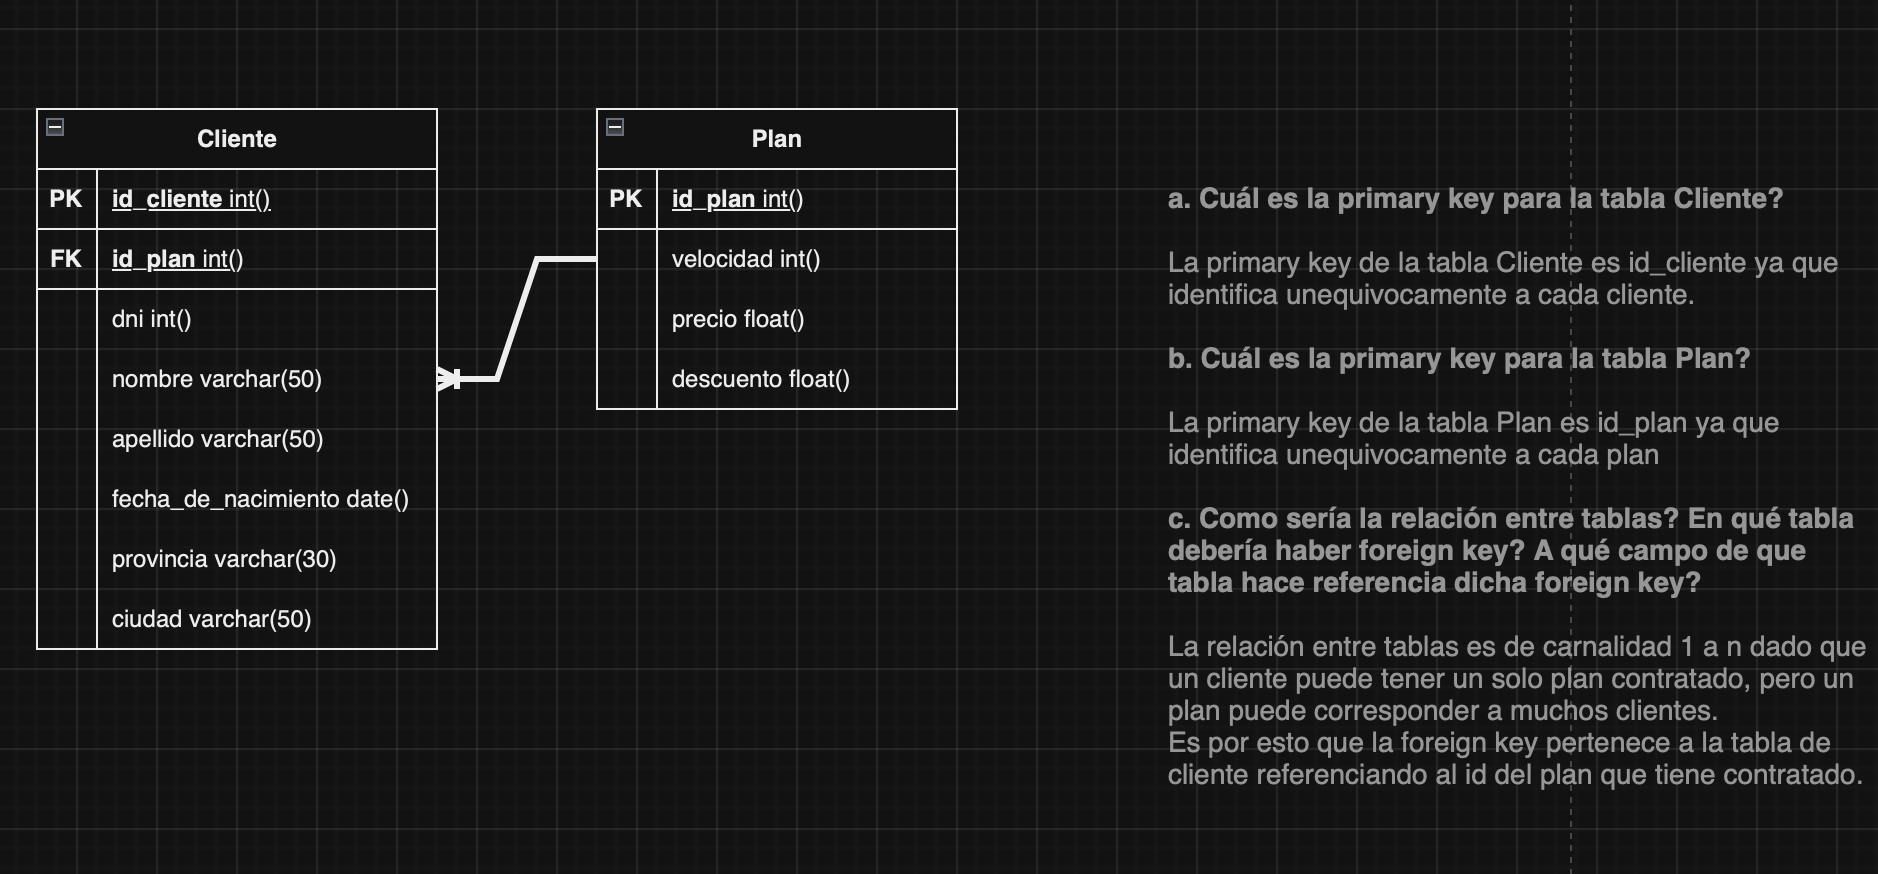 Cliente
PK id_cliente int()
FK id_plan int()
dni int()
nombre varchar(50)
apellido varchar(50)
fecha_de_nacimiento date()
provincia varchar(30)
ciudad varchar(50)
Plan
PK id_plan int()
velocidad int()
precio float()
descuento float()
a. Cuál es la primary key para la tabla Cliente?
La primary key de la tabla Cliente es id_cliente ya que
identifica unequivocamente a cada cliente.
b. Cuál es la primary key para la tabla Plan?
La primary key de la tabla Plan es id_plan ya que
identifica unequivocamente a cada plan
c. Como sería la relación entre tablas? En qué tabla
debería haber foreign key? A qué campo de que
tabla hace referencia dicha foreign key?
La relación entre tablas es de carnalidad 1 a n dado que
un cliente puede tener un solo plan contratado, pero un
plan puede corresponder a muchos clientes.
Es por esto que la foreign key pertenece a la tabla de
cliente referenciando al id del plan que tiene contratado.